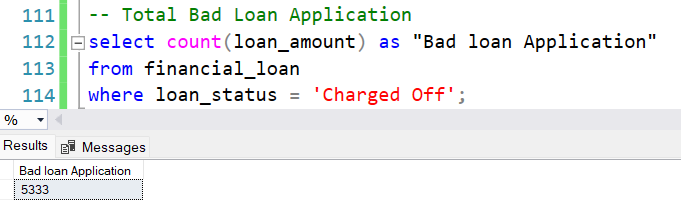 111 -- Total Bad Loan Application
112 select count(loan_amount) as "Bad loan Application"
113 from financial_loan
114 where loan_status = 'Charged Off';
%
Results Messages
Bad loan Application
5333